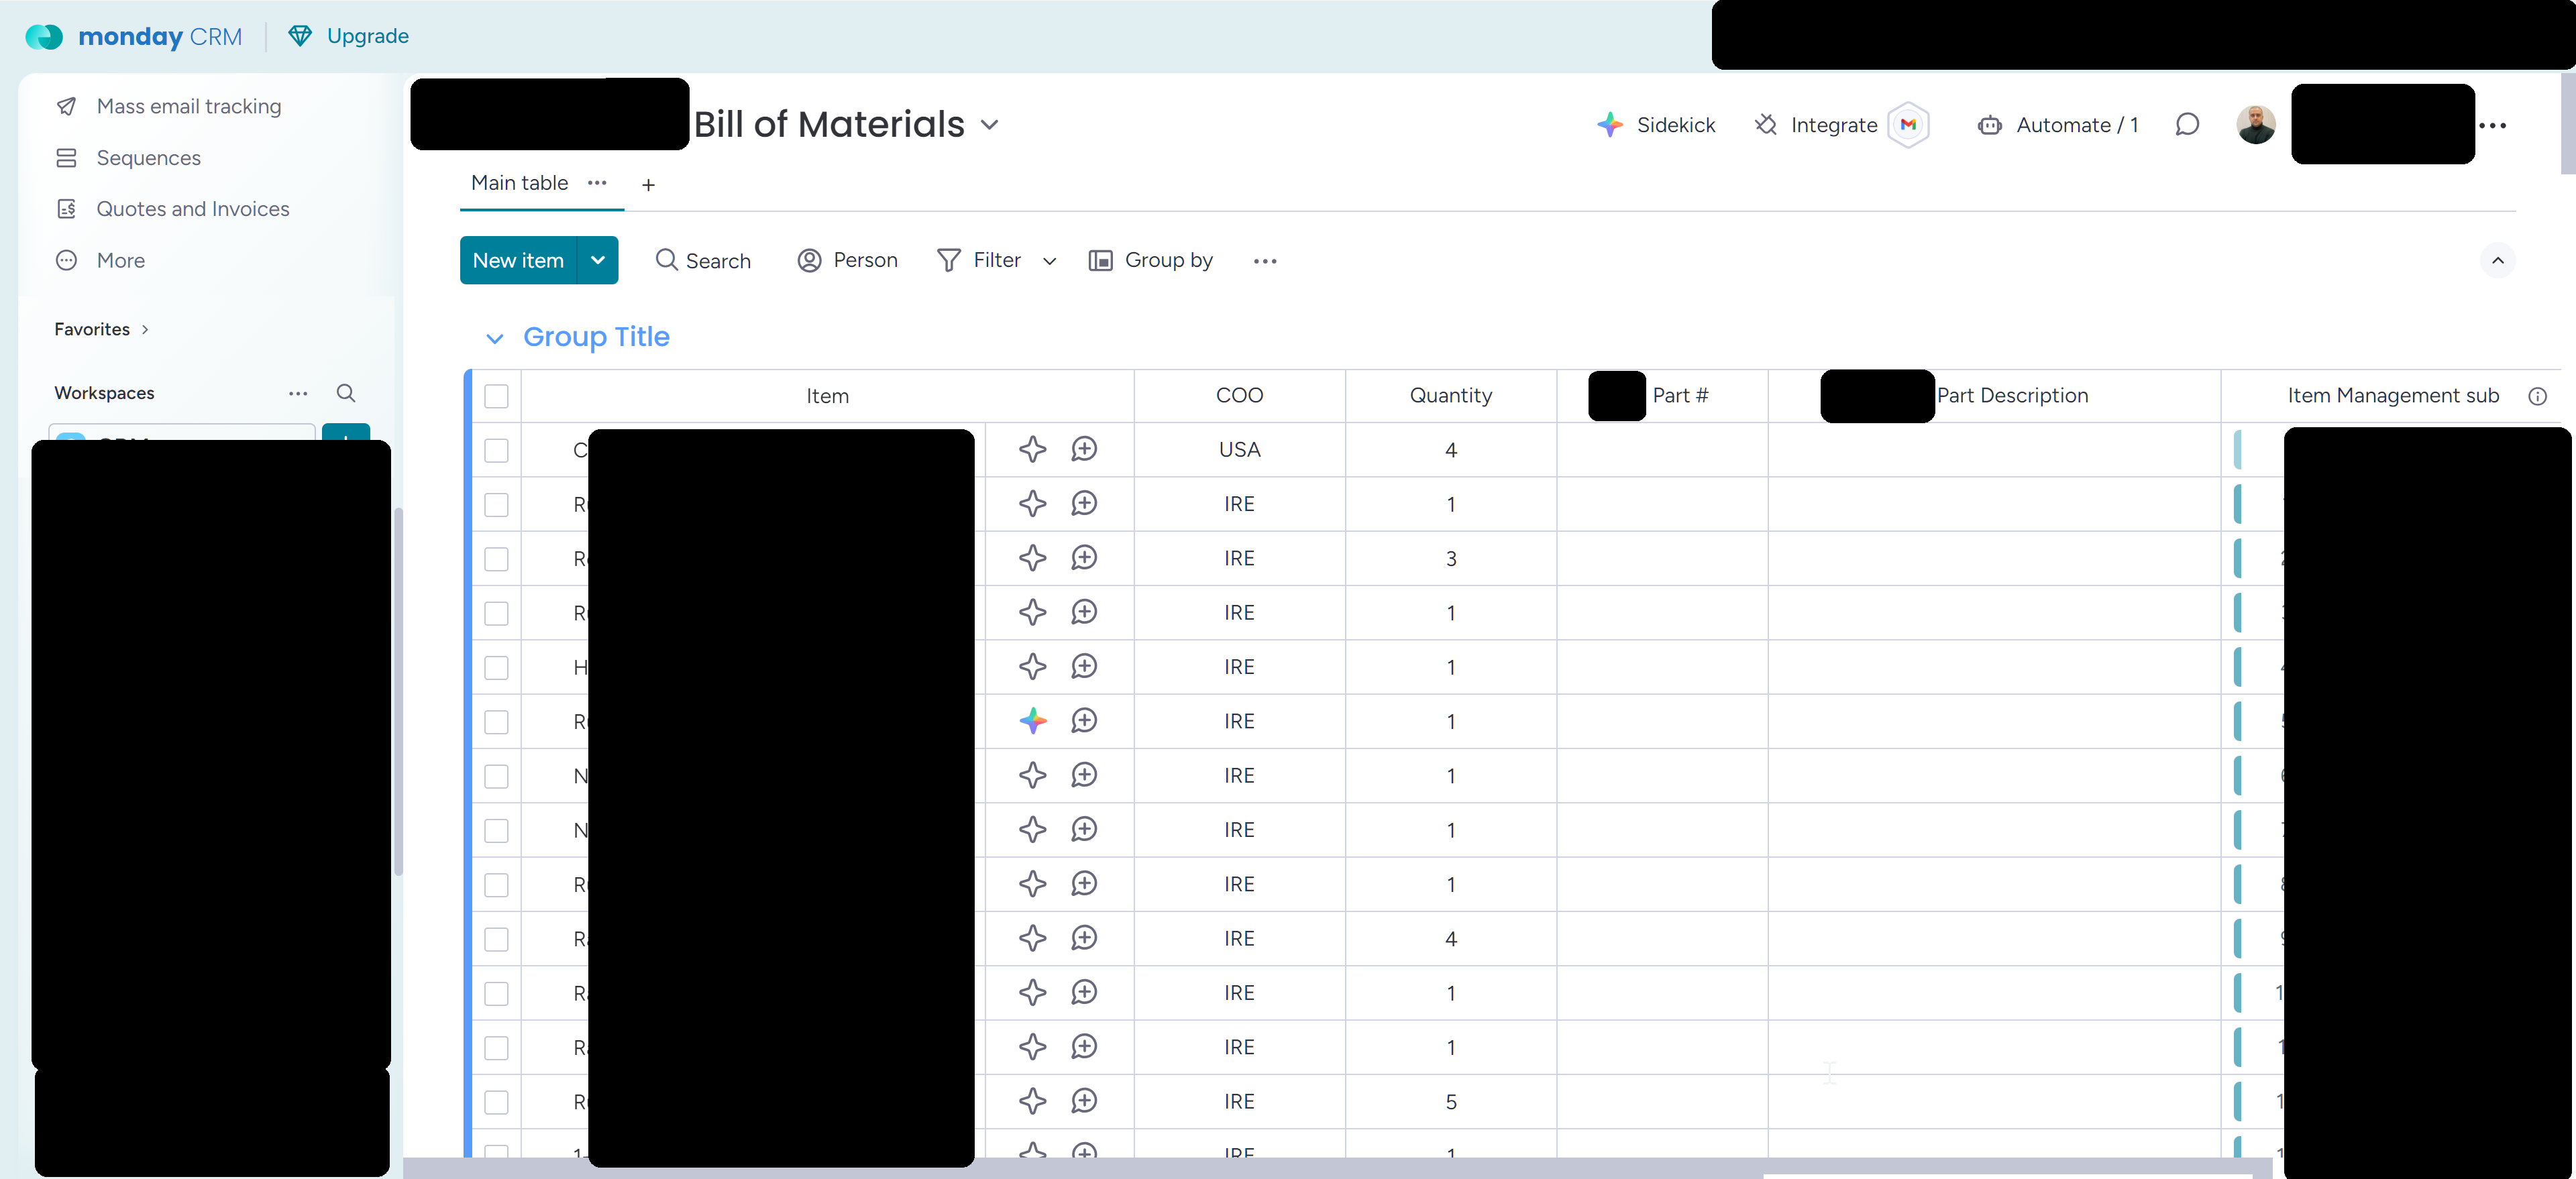 monday CRM
Upgrade
Mass email tracking
Sequences
Quotes and Invoices
More
Favorites
Workspaces
Bill of Materials
Sidekick
Integrate
Automate / 1
Main table
New item
Search
Person
Filter
Group by
Group Title
Item COO Quantity Part # Part Description Item Management sub
C USA 4
R IRE 1
R IRE 3
R IRE 1
H IRE 1
R IRE 1
N IRE 1
N IRE 1
R IRE 1
Ra IRE 4
Ra IRE 1 1
Ra IRE 1 1
R IRE 5 1
1- IRE 1 1